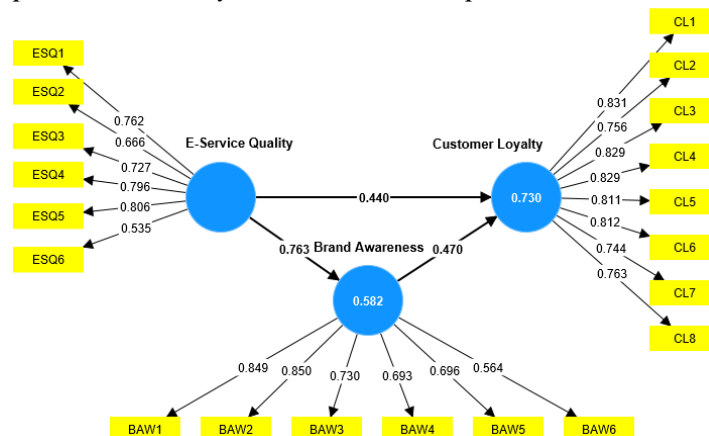 CL1
ESQ1
CL2
ESQ2
0.762
0.831
0.666
0.756
CL3
ESQ3
E-Service Quality
Customer Loyalty
0.727
0.829
CL4
ESQ4
0.796
0.829
0.440
0.730
CL5
ESQ5
0.806
0.811
0.535
0.812
CL6
ESQ6
0.763
Brand Awareness
0.470
0.744
0.763
CL7
0.582
CL8
0.849
0.850
0.730
0.693
0.696
0.564
BAW1
BAW2
BAW3
BAW4
BAW5
BAW6